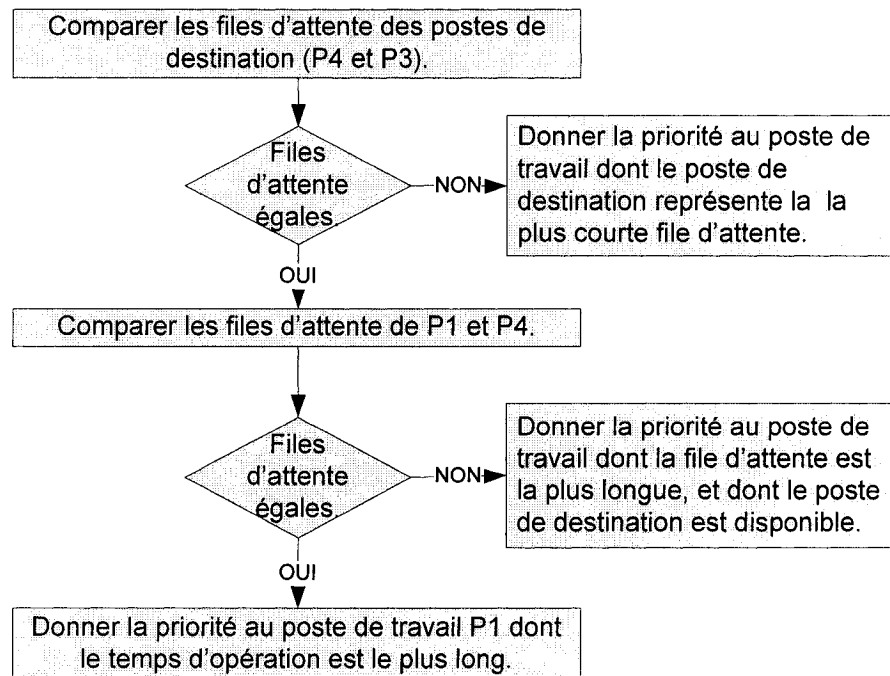 Comparer les files d'attente des postes de
destination (P4 et P3).
Files
d'attente
égales.
NON
Donner la priorité au poste de
travail dont le poste de
destination représente la la
plus courte file d'attente.
OUI
Comparer les files d'attente de P1 et P4.
Files
d'attente
égales
NON
Donner la priorité au poste de
travail dont la file d'attente est
la plus longue, et dont le poste
de destination est disponible.
OUI
Donner la priorité au poste de travail P1 dont
le temps d'opération est le plus long.